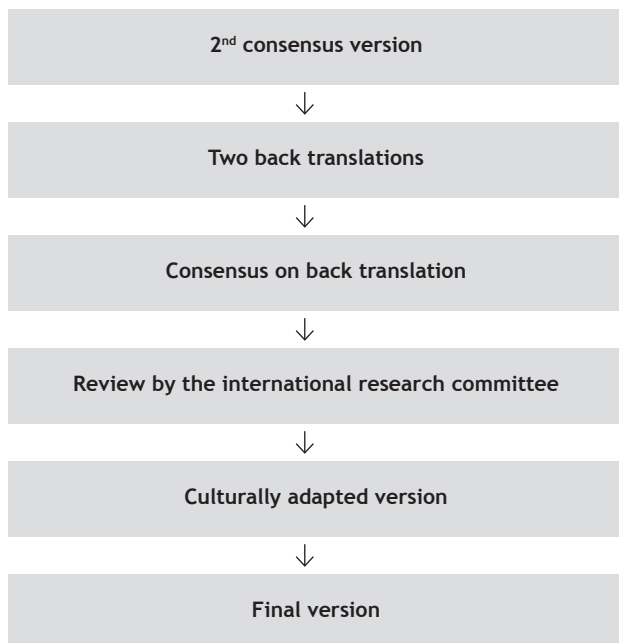 2nd consensus version
↓
Two back translations
↓
Consensus on back translation
↓
Review by the international research committee
↓
Culturally adapted version
↓
Final version